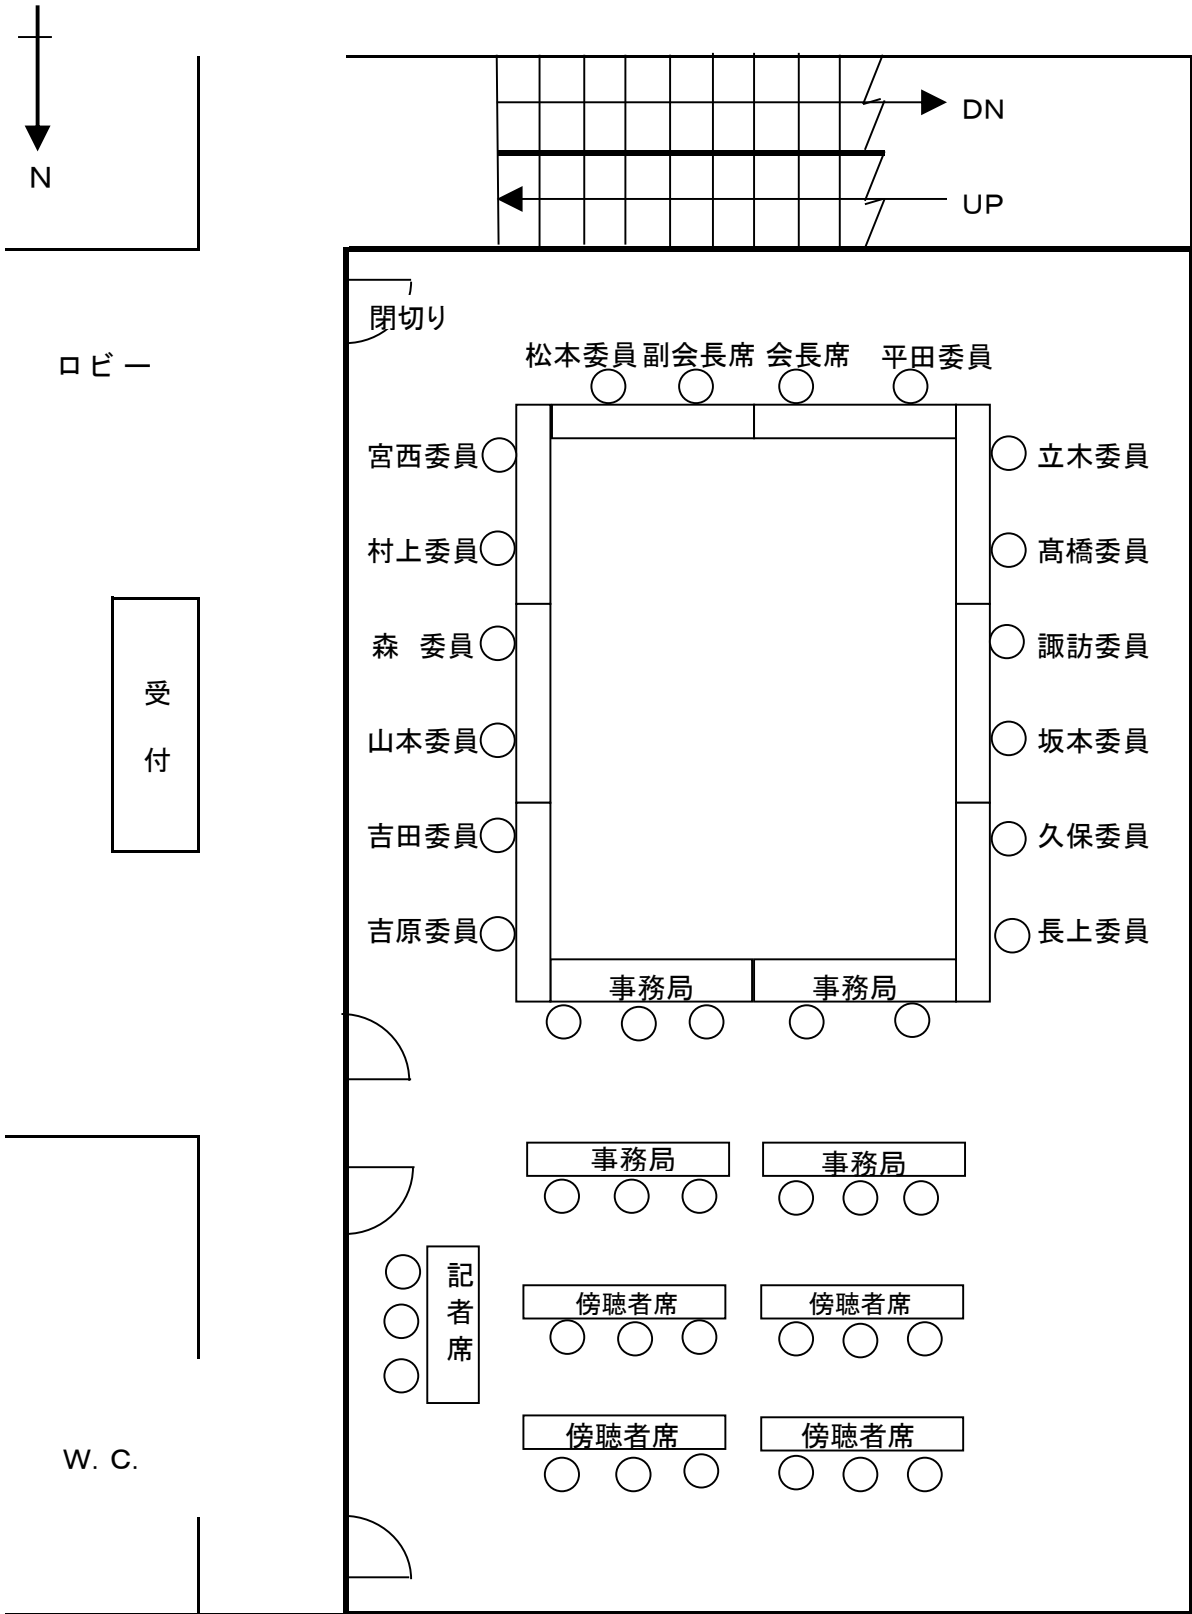 DN
N
UP
閉切り
ロビー
松本委員 副会長席 会長席 平田委員
宮西委員 立木委員
村上委員 髙橋委員
森 委員 諏訪委員
受付
山本委員 坂本委員
吉田委員 久保委員
吉原委員 長上委員
事務局 事務局
事務局 事務局
記者席
傍聴者席 傍聴者席
傍聴者席 傍聴者席
W. C.